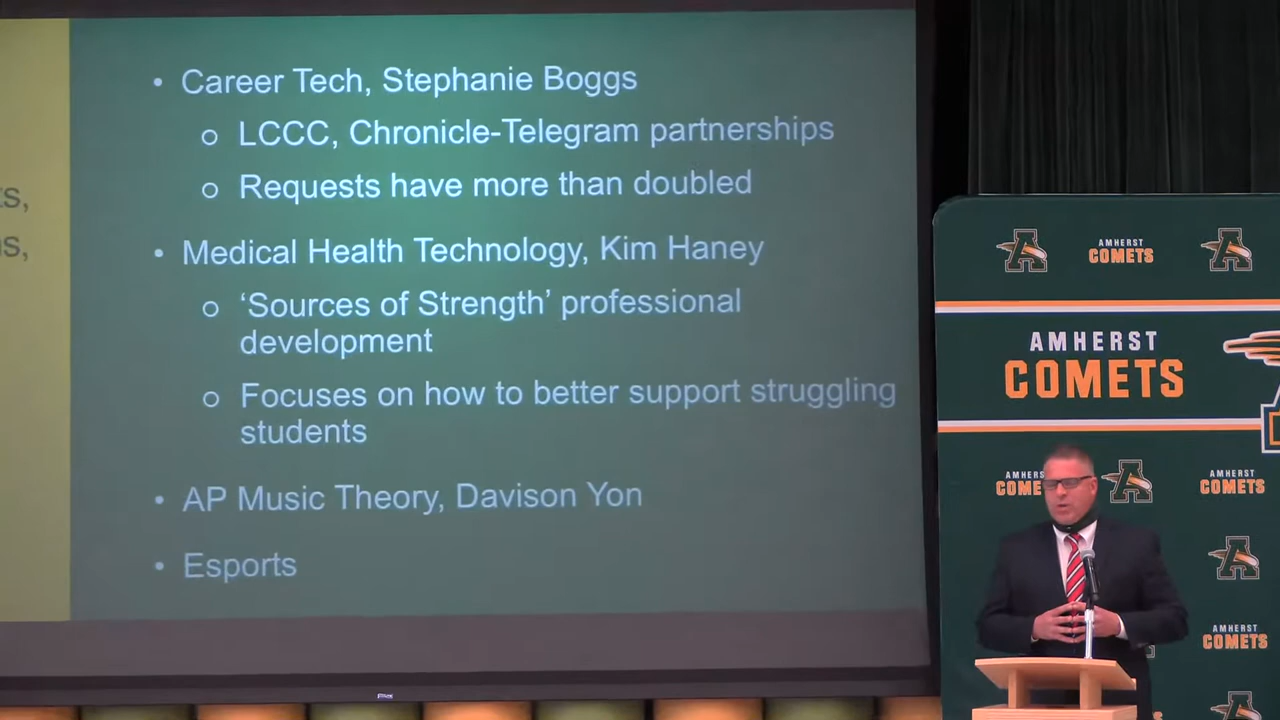 s,
s,
• Career Tech, Stephanie Boggs
o LCCC, Chronicle-Telegram partnerships
o Requests have more than doubled
• Medical Health Technology, Kim Haney
o ‘Sources of Strength’ professional
development
o Focuses on how to better support struggling
students
• AP Music Theory, Davison Yon
• Esports
A
AMHERST
COMETS
A
AMHERST
COMETS
AMHERS
COME
A
AMHERST
COMETS
A
AMHERST
COMETS
A